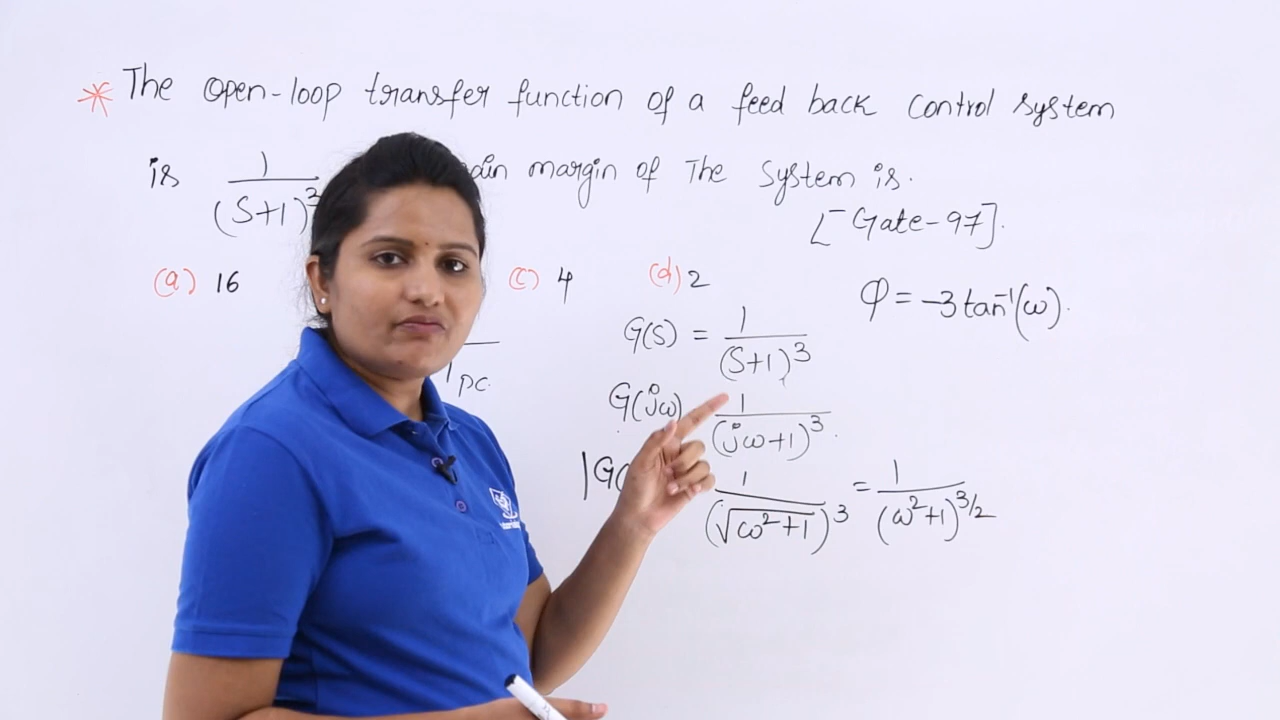 * The open-loop transfer function of a feed back control system
is 1/(S+1)^3 margin of The System is.
[Gate-97].
(a) 16 (c) 4 (d) 2
φ = -3 tan⁻¹(ω).
G(S) = 1/(S+1)^3
pc.
G(jω) 1/(jω+1)^3.
|G( 1/(√ω²+1)^3 = 1/(ω²+1)^3/2